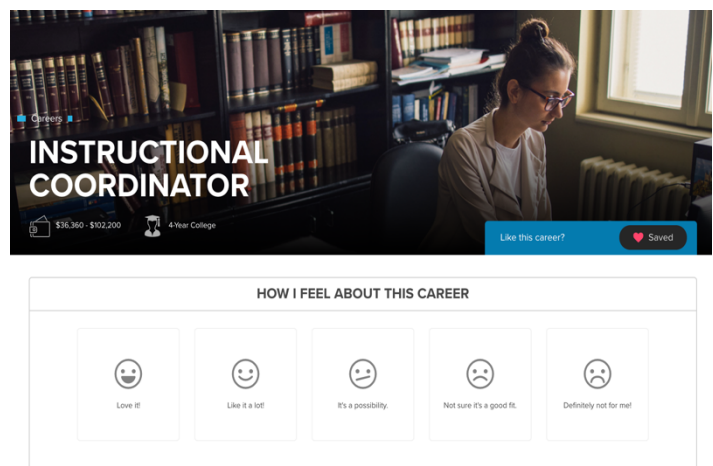 Careers
INSTRUCTIONAL
COORDINATOR
$36,360 - $102,200
4-Year College
Like this career?
Saved
HOW I FEEL ABOUT THIS CAREER
Love it!
Like it a lot!
It's a possibility.
Not sure it's a good fit.
Definitely not for me!